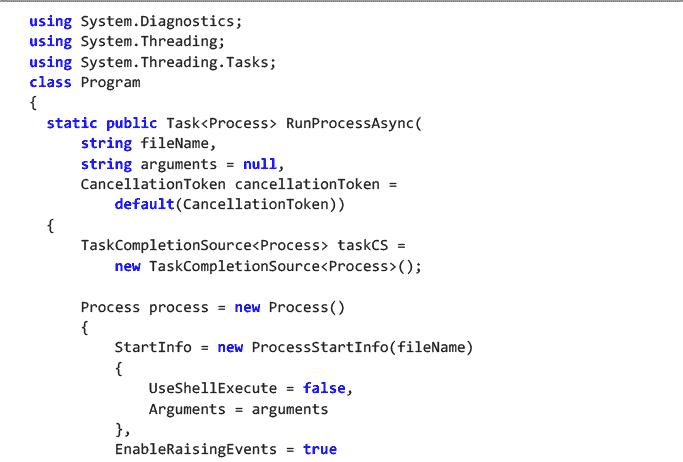 using System.Diagnostics;
using System.Threading;
using System.Threading.Tasks;
class Program
{
  static public Task<Process> RunProcessAsync(
      string fileName,
      string arguments = null,
      CancellationToken cancellationToken =
          default(CancellationToken))
  {
      TaskCompletionSource<Process> taskCS =
          new TaskCompletionSource<Process>();

      Process process = new Process()
      {
          StartInfo = new ProcessStartInfo(fileName)
          {
              UseShellExecute = false,
              Arguments = arguments
          },
          EnableRaisingEvents = true